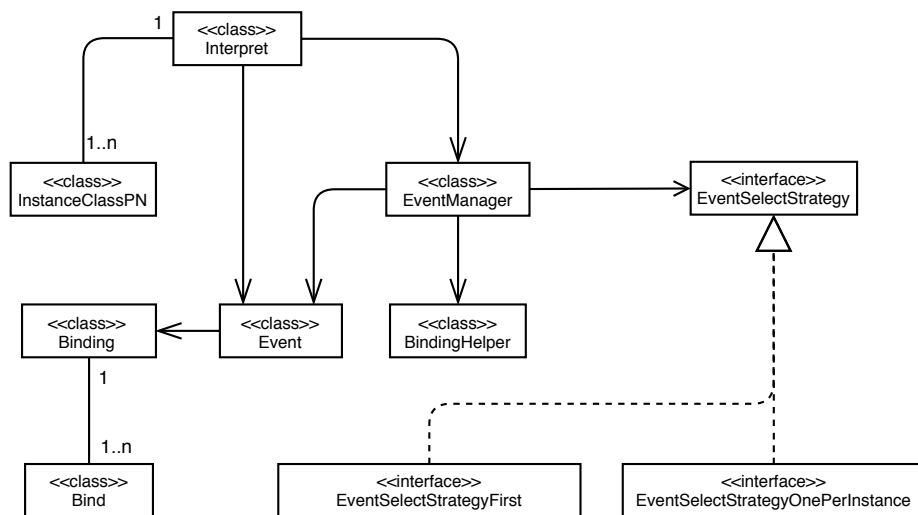 1
<<class>>
Interpret
1..n
<<class>>
InstanceClassPN
<<class>>
EventManager
<<interface>>
EventSelectStrategy
<<class>>
Binding
<<class>>
Event
<<class>>
BindingHelper
1
1..n
<<class>>
Bind
<<interface>>
EventSelectStrategyFirst
<<interface>>
EventSelectStrategyOnePerInstance